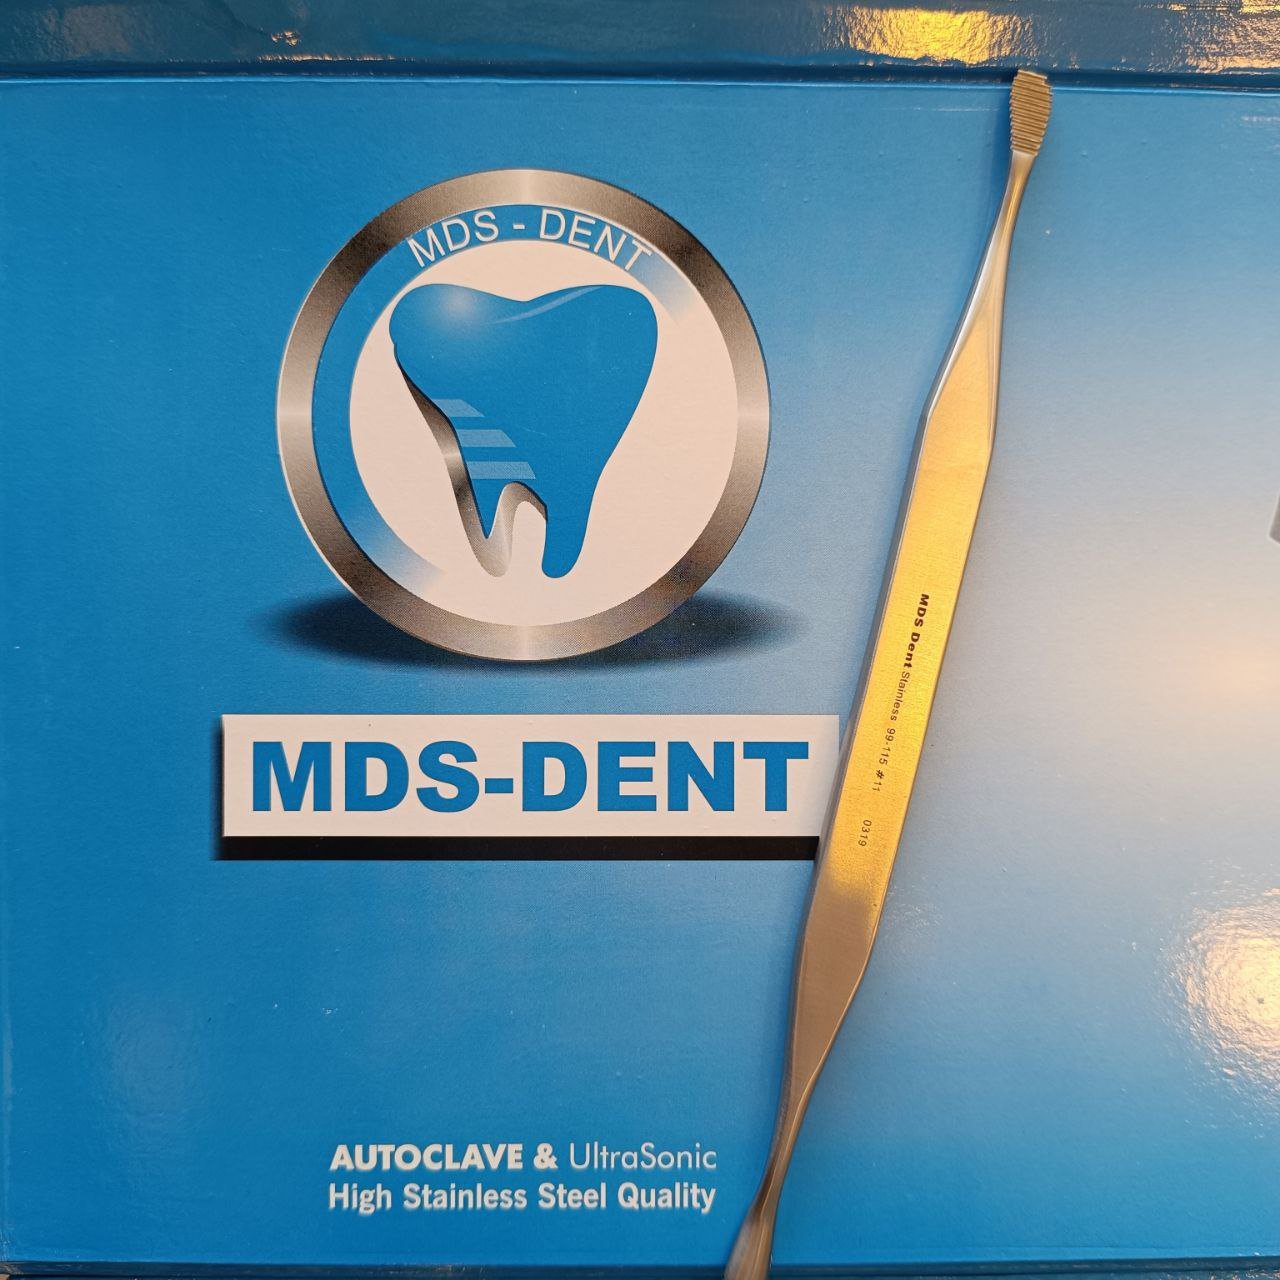 MDS - DENT
MDS-DENT
AUTOCLAVE & UltraSonic
High Stainless Steel Quality
MDS Dent Stainless 99-115 #11 0319